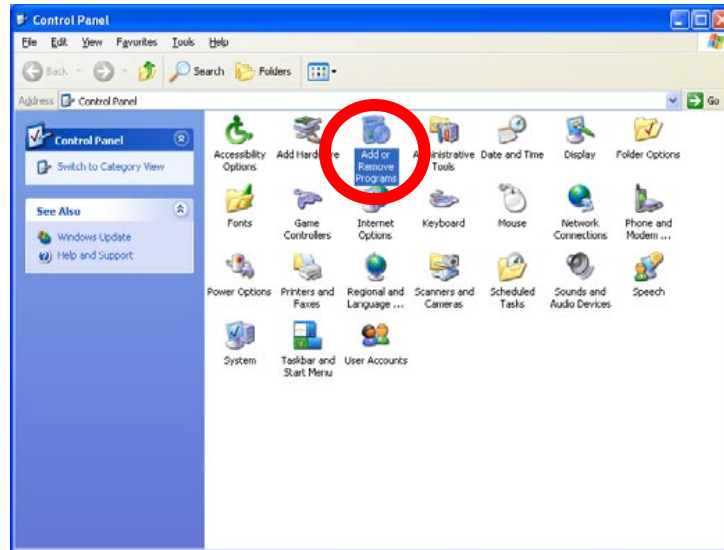 Control Panel
File Edit View Favorites Tools Help
Back Search Folders
Address Control Panel Go
Control Panel
Switch to Category View
See Also
Windows Update
Help and Support
Accessibility
Options
Add Hardware
Add or
Remove
Programs
Administrative
Tools
Date and Time
Display
Folder Options
Fonts
Game
Controllers
Internet
Options
Keyboard
Mouse
Network
Connections
Phone and
Modem ...
Power Options
Printers and
Faxes
Regional and
Language ...
Scanners and
Cameras
Scheduled
Tasks
Sounds and
Audio Devices
Speech
System
Taskbar and
Start Menu
User Accounts